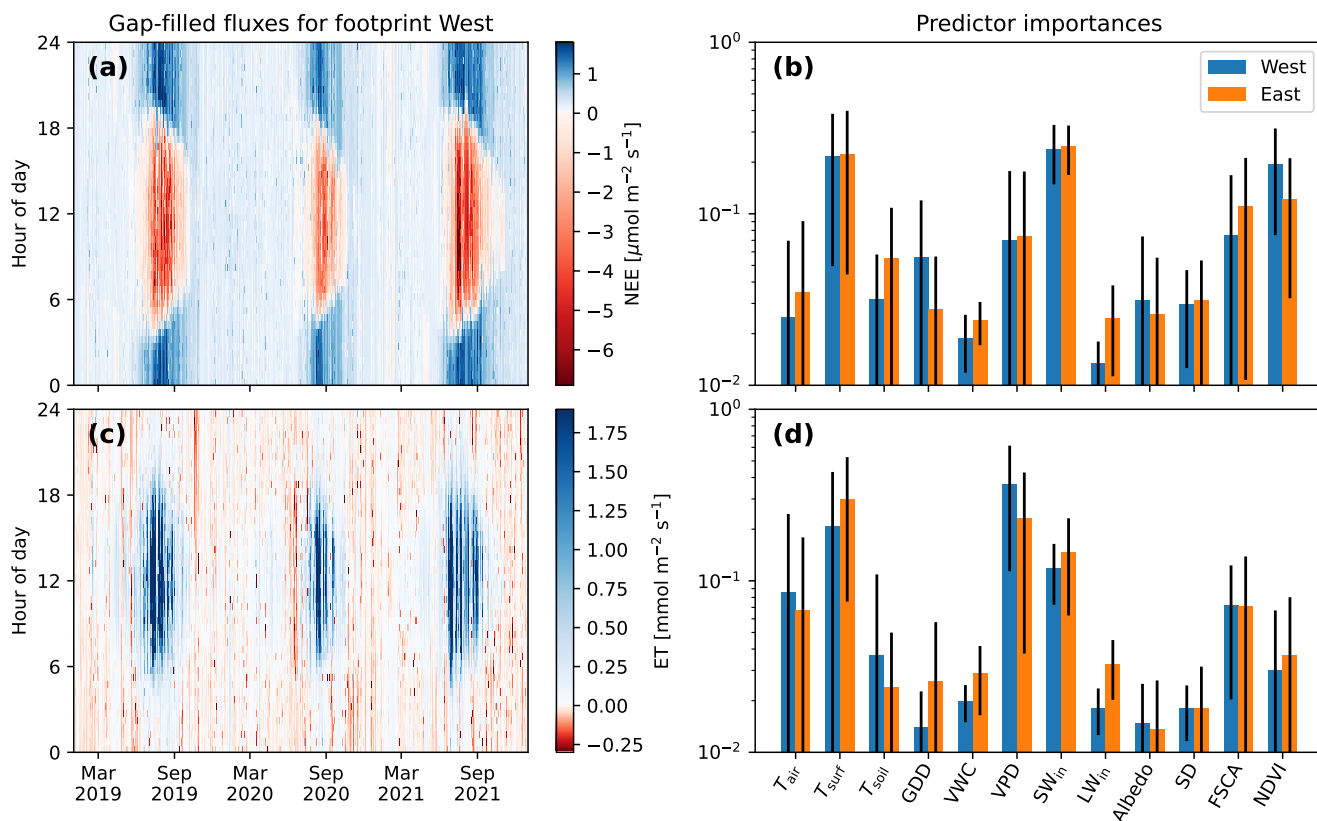 Gap-filled fluxes for footprint West
Predictor importances
(a)
24
18
12
6
0
Hour of day
1
0
−1
−2
−3
−4
−5
−6
NEE [μmol m⁻² s⁻¹]
(b)
West
East
10⁰
10⁻¹
10⁻²
(c)
24
18
12
6
0
Hour of day
Mar 2019
Sep 2019
Mar 2020
Sep 2020
Mar 2021
Sep 2021
1.75
1.50
1.25
1.00
0.75
0.50
0.25
0.00
−0.25
ET [mmol m⁻² s⁻¹]
(d)
10⁰
10⁻¹
10⁻²
T_air
T_surf
T_soil
GDD
VWC
VPD
SW_in
LW_in
Albedo
SD
FSCA
NDVI